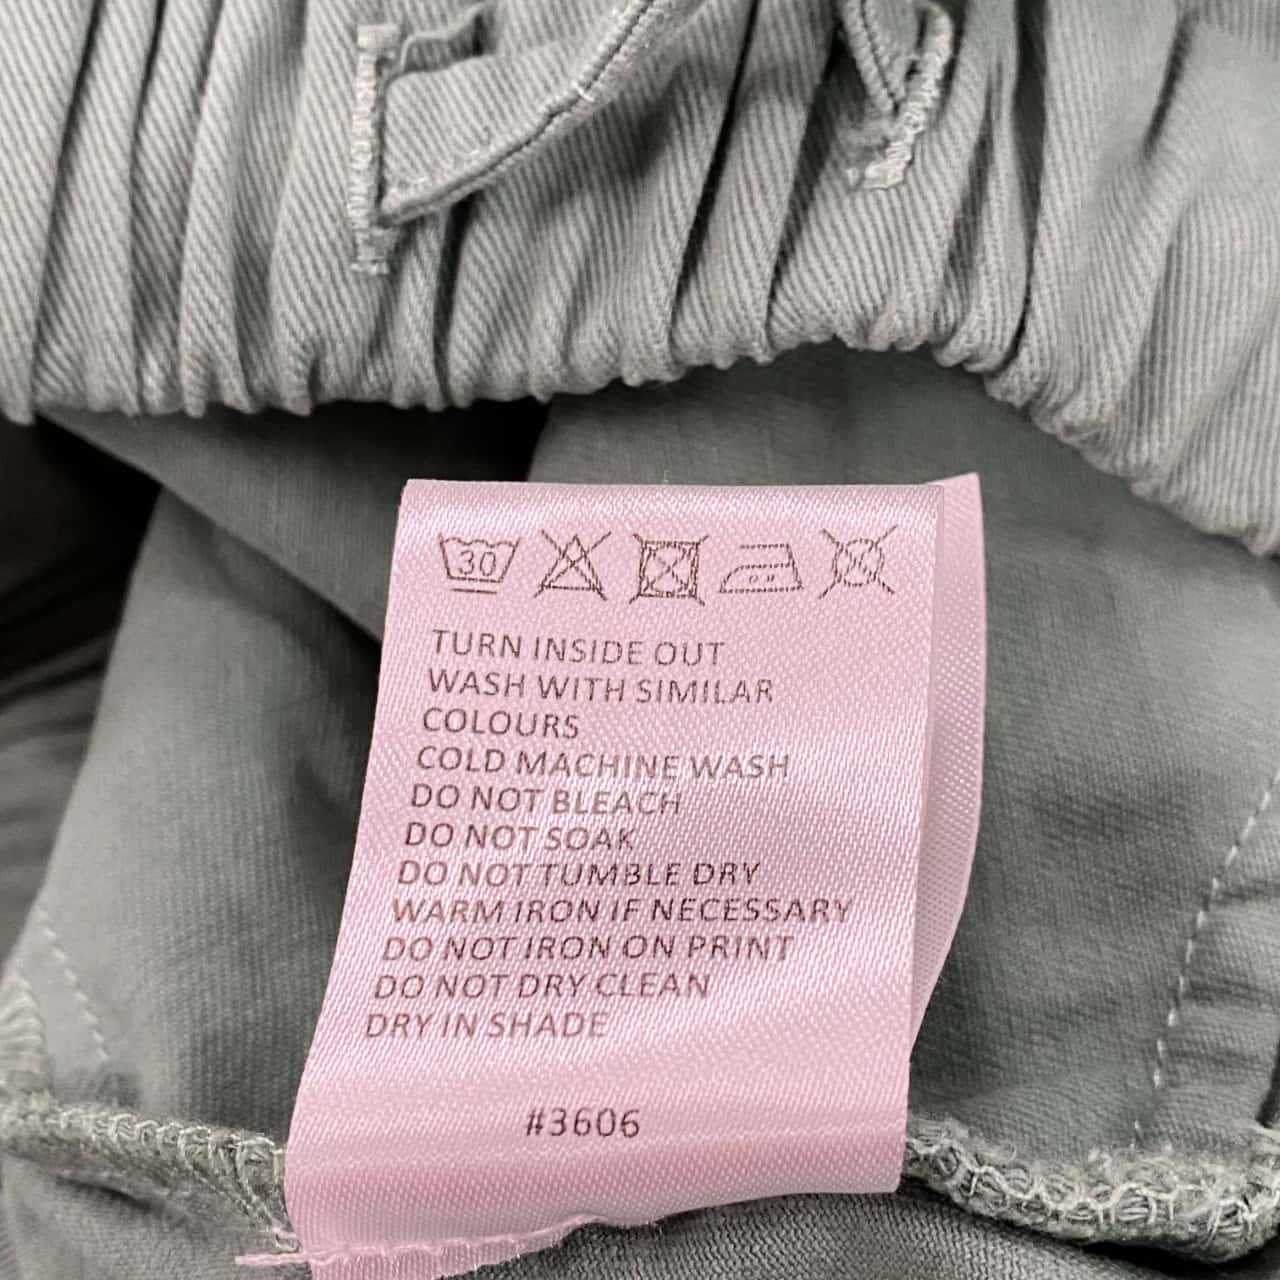 30
TURN INSIDE OUT
WASH WITH SIMILAR
COLOURS
COLD MACHINE WASH
DO NOT BLEACH
DO NOT SOAK
DO NOT TUMBLE DRY
WARM IRON IF NECESSARY
DO NOT IRON ON PRINT
DO NOT DRY CLEAN
DRY IN SHADE
#3606